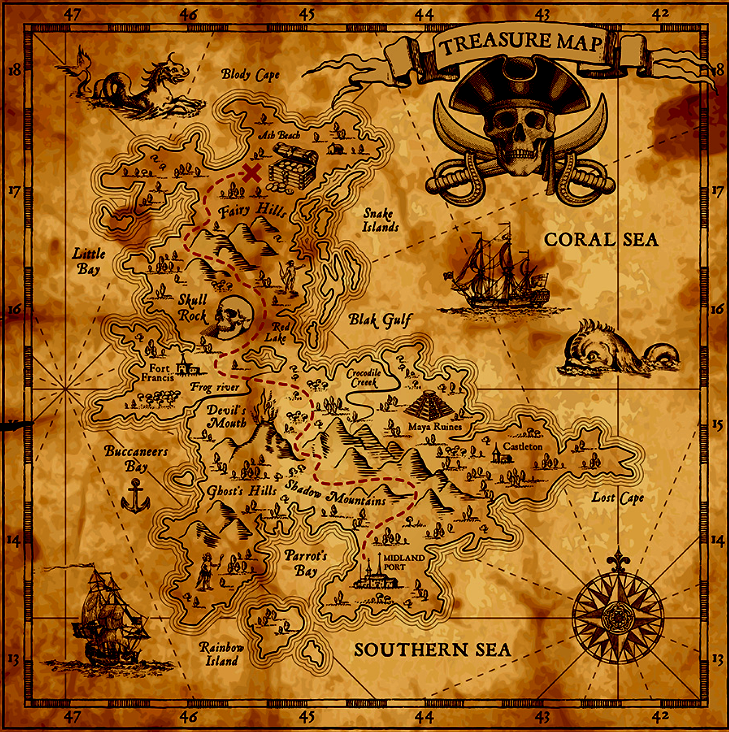 47 46 45 44 43 42
TREASURE MAP
18 18
Blody Cape
Ash Beach
17 17
Fairy Hills
Snake
Islands
CORAL SEA
Little
Bay
16 16
Skull
Rock
Red
Lake
Blak Gulf
Fort
Francis
Crocodile
Creeek
Frog river
Devil's
Mouth
Maya Ruines
15 15
Castleton
Buccaneers
Bay
Ghost's Hills
Shadow Mountains
Lost Cape
14 14
Parrot's
Bay
MIDLAND
PORT
Rainbow
Island
SOUTHERN SEA
13 13
47 46 45 44 43 42